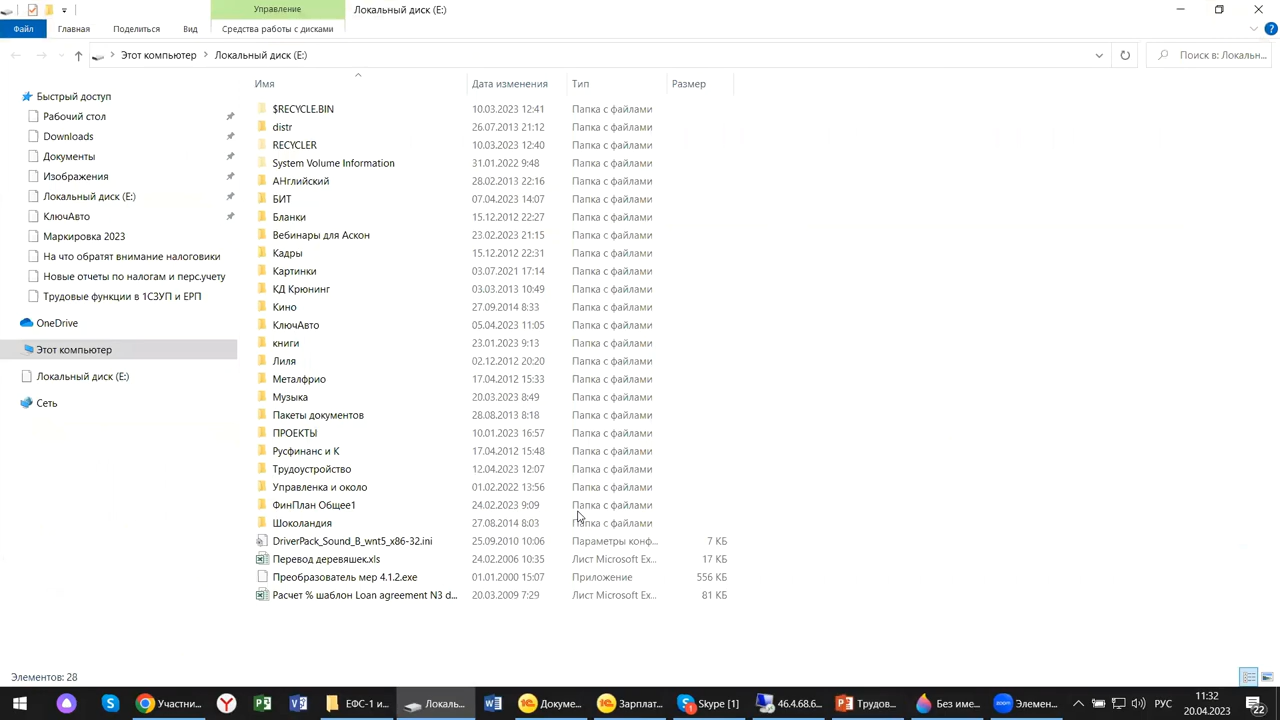 Управление
Локальный диск (E:)
Файл
Главная
Поделиться
Вид
Средства работы с дисками
Этот компьютер
Локальный диск (E:)
Поиск в: Локальн...
Имя
Дата изменения
Тип
Размер
Быстрый доступ
Рабочий стол
Downloads
Документы
Изображения
Локальный диск (E:)
КлючАвто
Маркировка 2023
На что обратят внимание налоговики
Новые отчеты по налогам и перс.учету
Трудовые функции в 1СЗУП и ЕРП
OneDrive
Этот компьютер
Локальный диск (E:)
Сеть
$RECYCLE.BIN 10.03.2023 12:41 Папка с файлами
distr 26.07.2013 21:12 Папка с файлами
RECYCLER 10.03.2023 12:40 Папка с файлами
System Volume Information 31.01.2022 9:48 Папка с файлами
АНглийский 28.02.2013 22:16 Папка с файлами
БИТ 07.04.2023 14:07 Папка с файлами
Бланки 15.12.2012 22:27 Папка с файлами
Вебинары для Аскон 23.02.2023 21:15 Папка с файлами
Кадры 15.12.2012 22:31 Папка с файлами
Картинки 03.07.2021 17:14 Папка с файлами
КД Крюнинг 03.03.2013 10:49 Папка с файлами
Кино 27.09.2014 8:33 Папка с файлами
КлючАвто 05.04.2023 11:05 Папка с файлами
книги 23.01.2023 9:13 Папка с файлами
Лиля 02.12.2012 20:20 Папка с файлами
Металфрио 17.04.2012 15:33 Папка с файлами
Музыка 20.03.2023 8:49 Папка с файлами
Пакеты документов 28.08.2013 8:18 Папка с файлами
ПРОЕКТЫ 10.01.2023 16:57 Папка с файлами
Русфинанс и К 17.04.2012 15:48 Папка с файлами
Трудоустройство 12.04.2023 12:07 Папка с файлами
Управленка и около 01.02.2022 13:56 Папка с файлами
ФинПлан Общее1 24.02.2023 9:09 Папка с файлами
Шоколандия 27.08.2014 8:03 Папка с файлами
DriverPack_Sound_B_wnt5_x86-32.ini 25.09.2010 10:06 Параметры конф... 7 КБ
Перевод деревяшек.xls 24.02.2006 10:35 Лист Microsoft Ex... 17 КБ
Преобразователь мер 4.1.2.exe 01.01.2000 15:07 Приложение 556 КБ
Расчет % шаблон Loan agreement N3 d... 20.03.2009 7:29 Лист Microsoft Ex... 81 КБ
Элементов: 28
Участни...
ЕФС-1 и...
Локаль...
Докуме...
Зарплат...
Skype [1]
46.4.68.6...
Трудов...
Без име...
Элемен...
РУС
11:32
20.04.2023
22